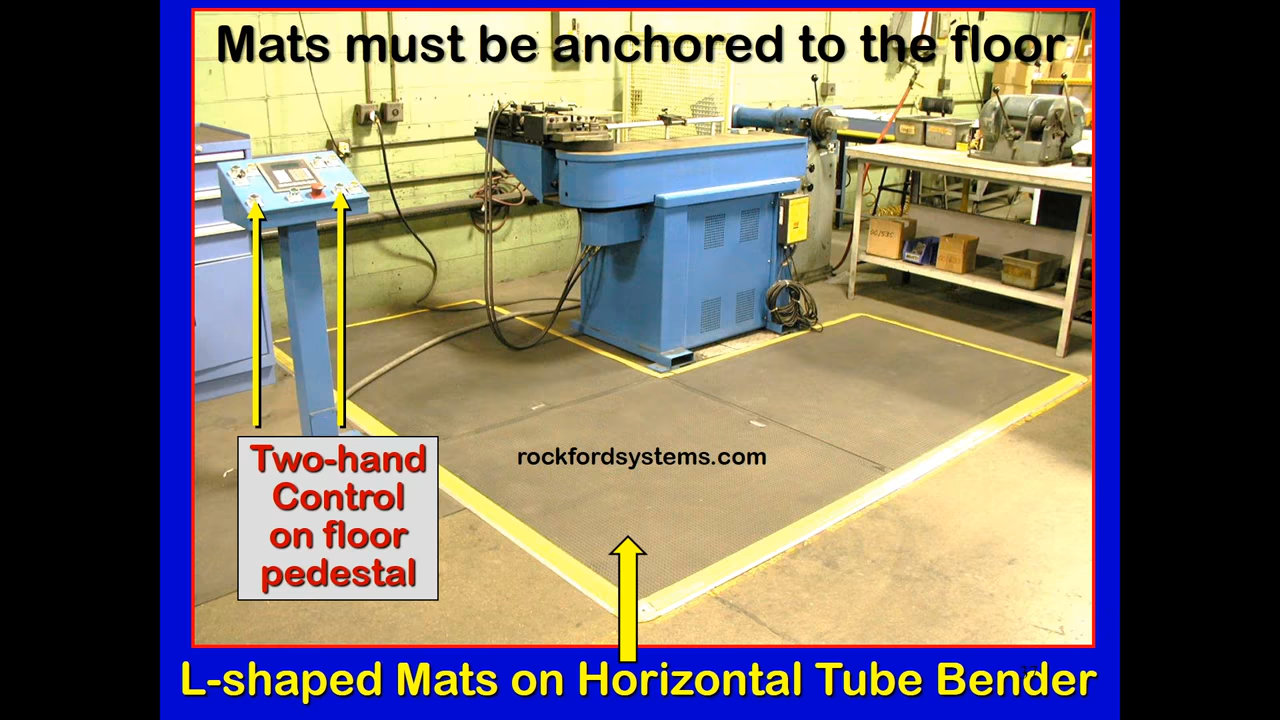 Mats must be anchored to the floor
rockfordsystems.com
Two-hand
Control
on floor
pedestal
L-shaped Mats on Horizontal Tube Bender